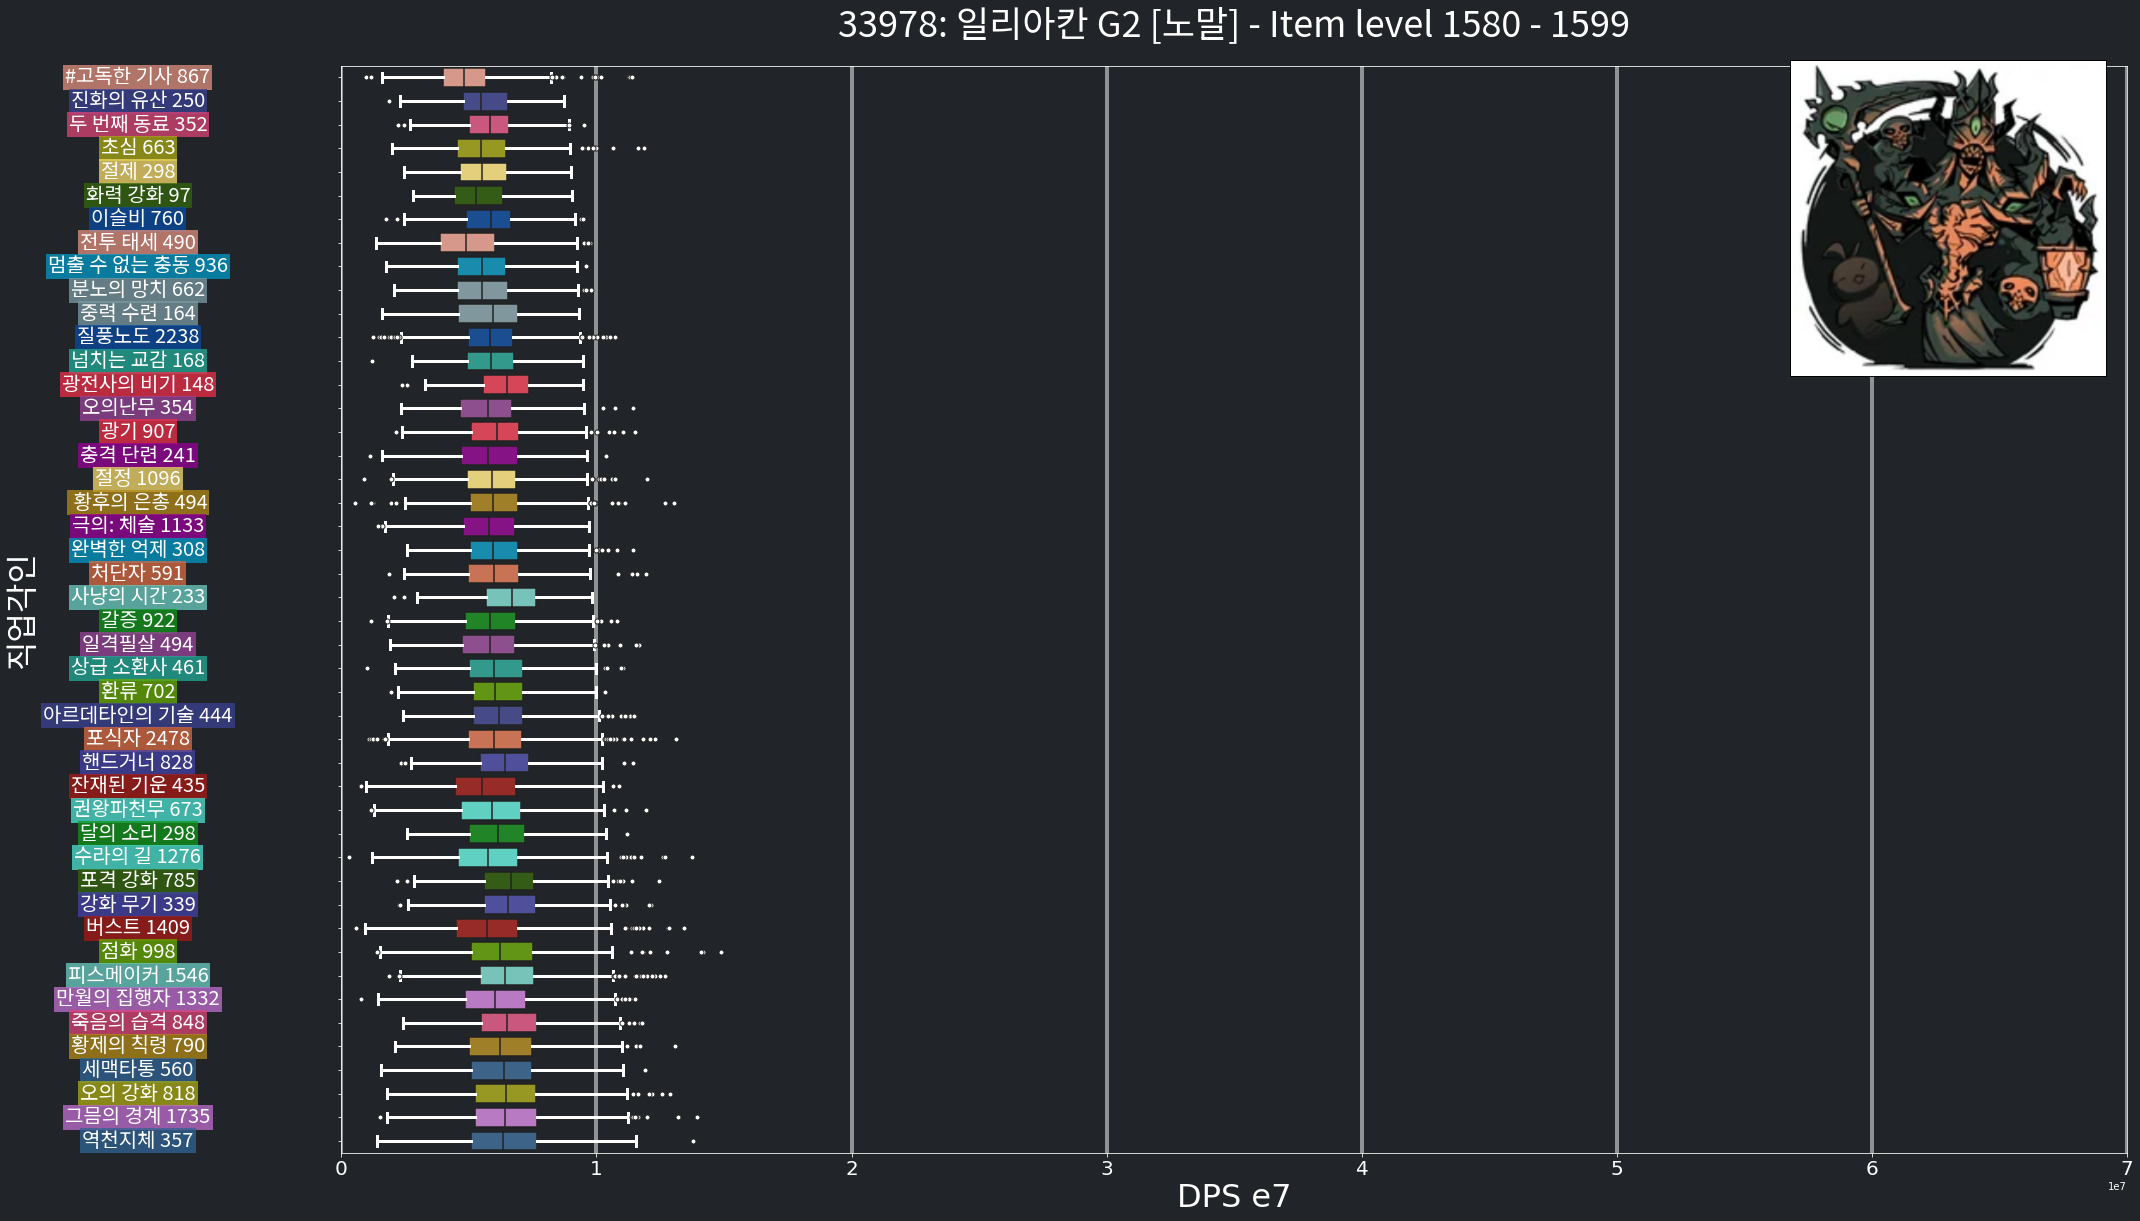 33978: 일리아칸 G2 [노말] - Item level 1580 - 1599
#고독한 기사 867
진화의 유산 250
두 번째 동료 352
초심 663
절제 298
화력 강화 97
이슬비 760
전투 태세 490
멈출 수 없는 충동 936
분노의 망치 662
중력 수련 164
질풍노도 2238
넘치는 교감 168
광전사의 비기 148
오의난무 354
광기 907
충격 단련 241
절정 1096
황후의 은총 494
극의: 체술 1133
완벽한 억제 308
처단자 591
사냥의 시간 233
갈증 922
일격필살 494
상급 소환사 461
환류 702
아르데타인의 기술 444
포식자 2478
핸드거너 828
잔재된 기운 435
권왕파천무 673
달의 소리 298
수라의 길 1276
포격 강화 785
강화 무기 339
버스트 1409
점화 998
피스메이커 1546
만월의 집행자 1332
죽음의 습격 848
황제의 칙령 790
세맥타통 560
오의 강화 818
그믐의 경계 1735
역천지체 357
직업각인
0 1 2 3 4 5 6 7
1e7
DPS e7